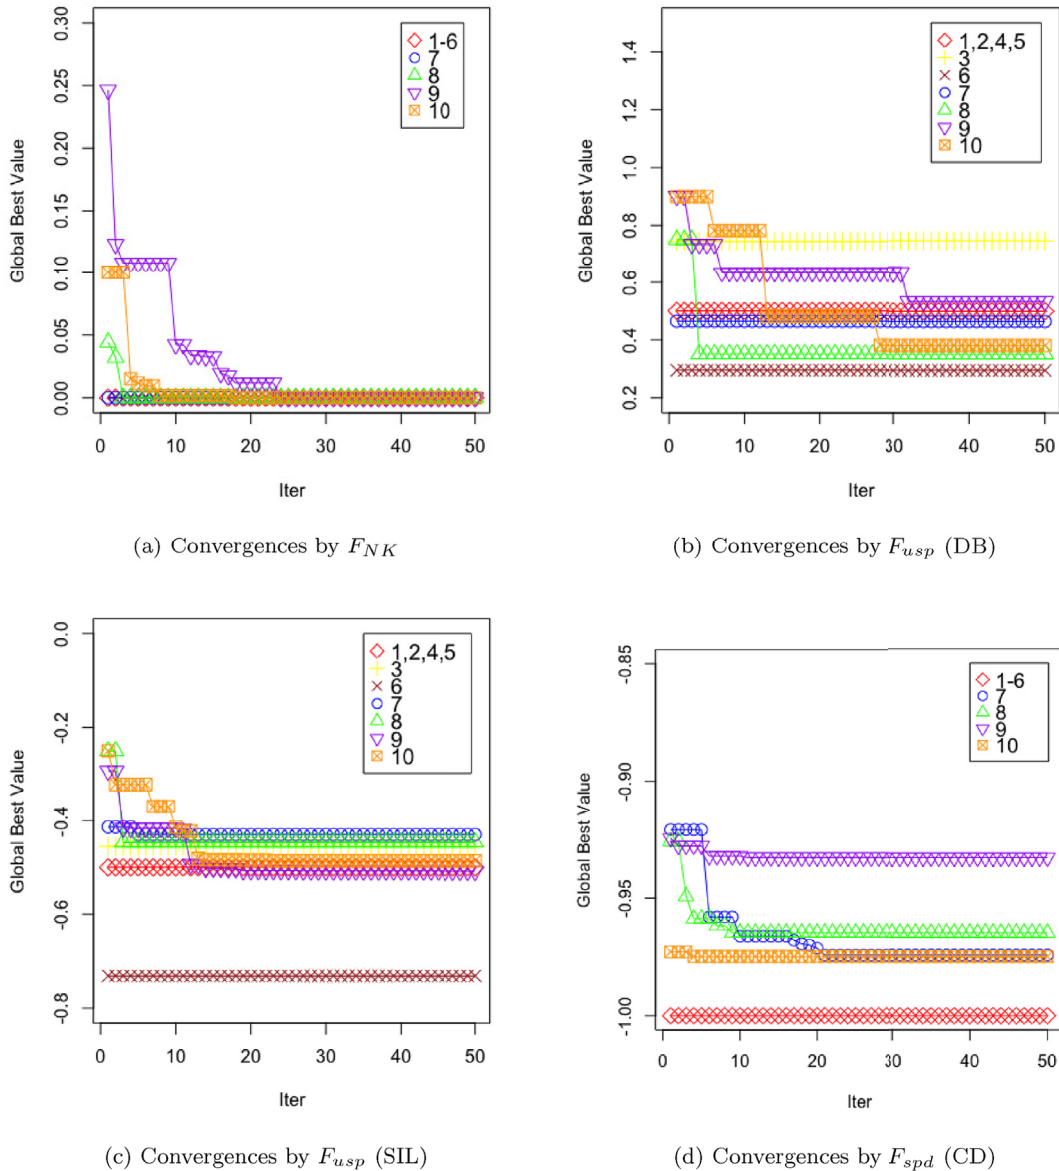 0.30
0.25
0.20
0.15
0.10
0.05
0.00
Global Best Value
1-6
7
8
9
10
0 10 20 30 40 50
Iter
(a) Convergences by F_NK
1.4
1.2
1.0
0.8
0.6
0.4
0.2
Global Best Value
1,2,4,5
3
6
7
8
9
10
0 10 20 30 40 50
Iter
(b) Convergences by F_usp (DB)
0.0
-0.2
-0.4
-0.6
-0.8
Global Best Value
1,2,4,5
3
6
7
8
9
10
0 10 20 30 40 50
Iter
(c) Convergences by F_usp (SIL)
-0.85
-0.90
-0.95
-1.00
Global Best Value
1-6
7
8
9
10
0 10 20 30 40 50
Iter
(d) Convergences by F_spd (CD)